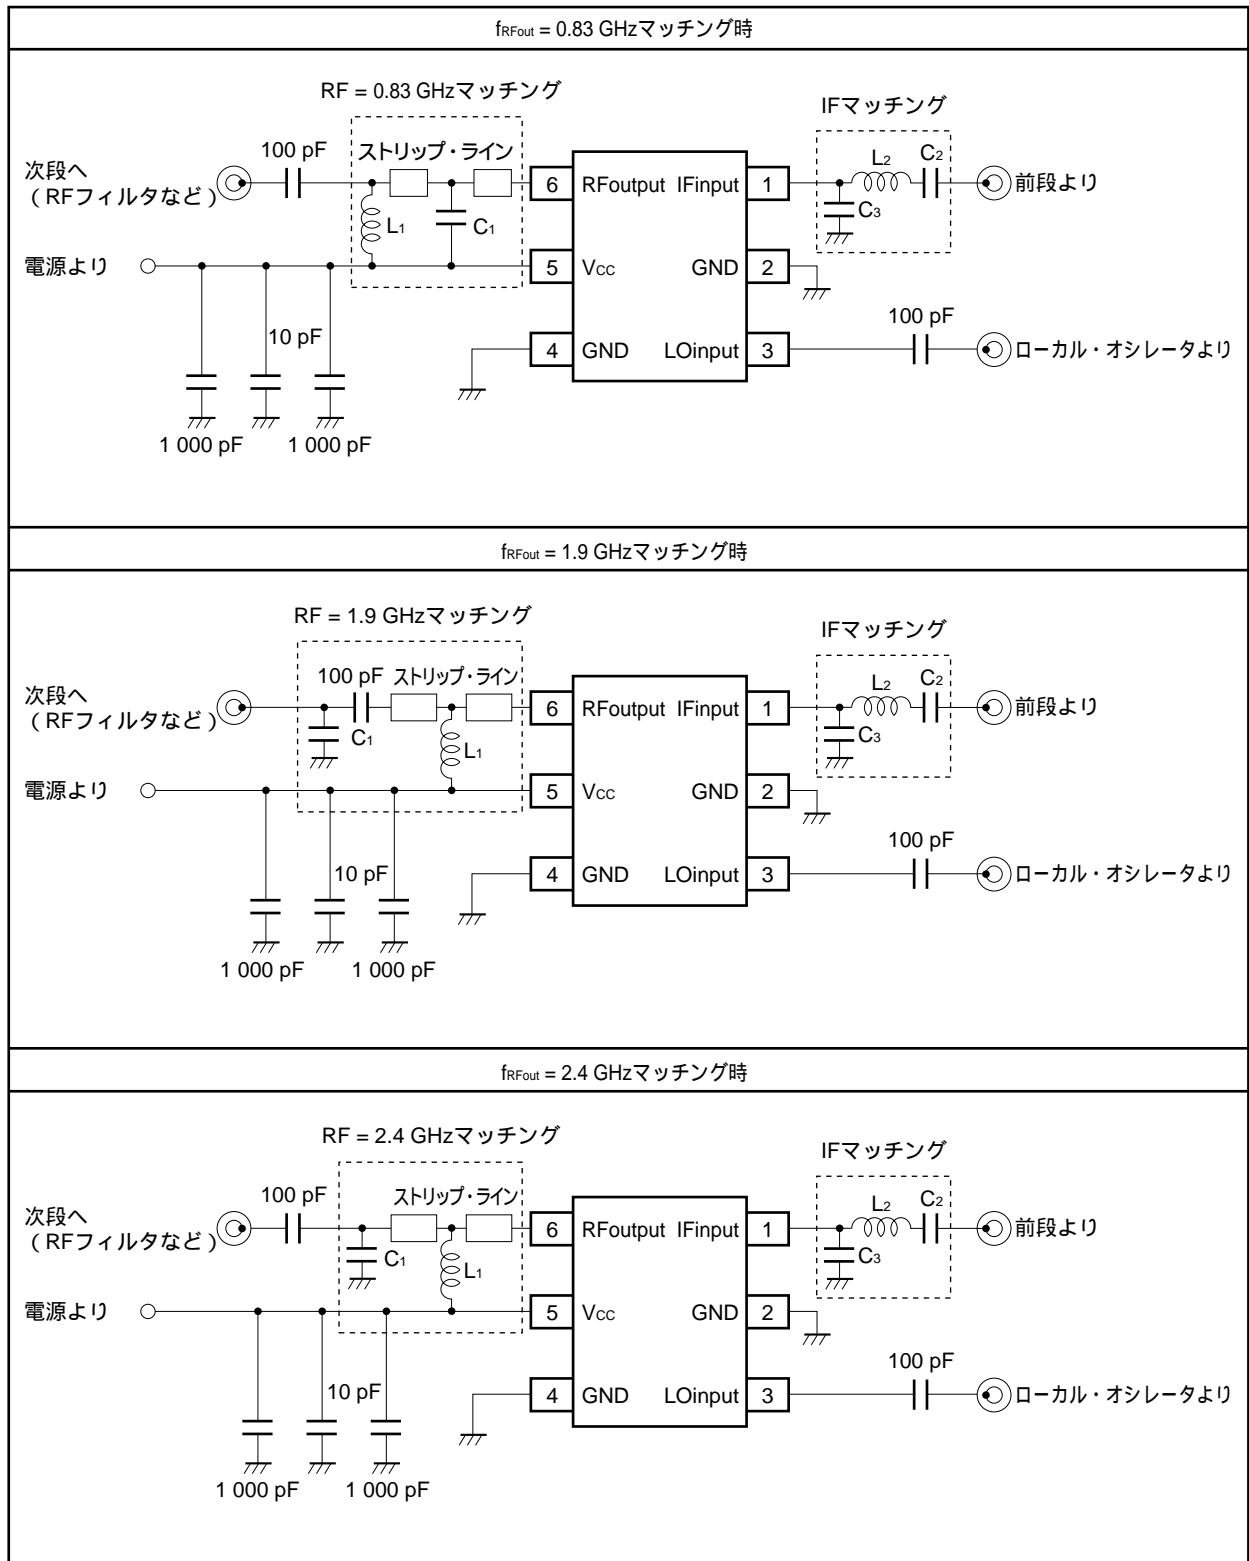 fRFout = 0.83 GHzマッチング時
RF = 0.83 GHzマッチング
IFマッチング
100 pF
ストリップ・ライン
L2
C2
次段へ
（RFフィルタなど）
6
RFoutput
IFinput
1
前段より
L1
C1
C3
電源より
5
VCC
GND
2
100 pF
10 pF
4
GND
LOinput
3
ローカル・オシレータより
1 000 pF
1 000 pF
fRFout = 1.9 GHzマッチング時
RF = 1.9 GHzマッチング
IFマッチング
100 pF
ストリップ・ライン
L2
C2
次段へ
（RFフィルタなど）
6
RFoutput
IFinput
1
前段より
C1
L1
C3
電源より
5
VCC
GND
2
100 pF
10 pF
4
GND
LOinput
3
ローカル・オシレータより
1 000 pF
1 000 pF
fRFout = 2.4 GHzマッチング時
RF = 2.4 GHzマッチング
IFマッチング
100 pF
ストリップ・ライン
L2
C2
次段へ
（RFフィルタなど）
6
RFoutput
IFinput
1
前段より
C1
L1
C3
電源より
5
VCC
GND
2
100 pF
10 pF
4
GND
LOinput
3
ローカル・オシレータより
1 000 pF
1 000 pF